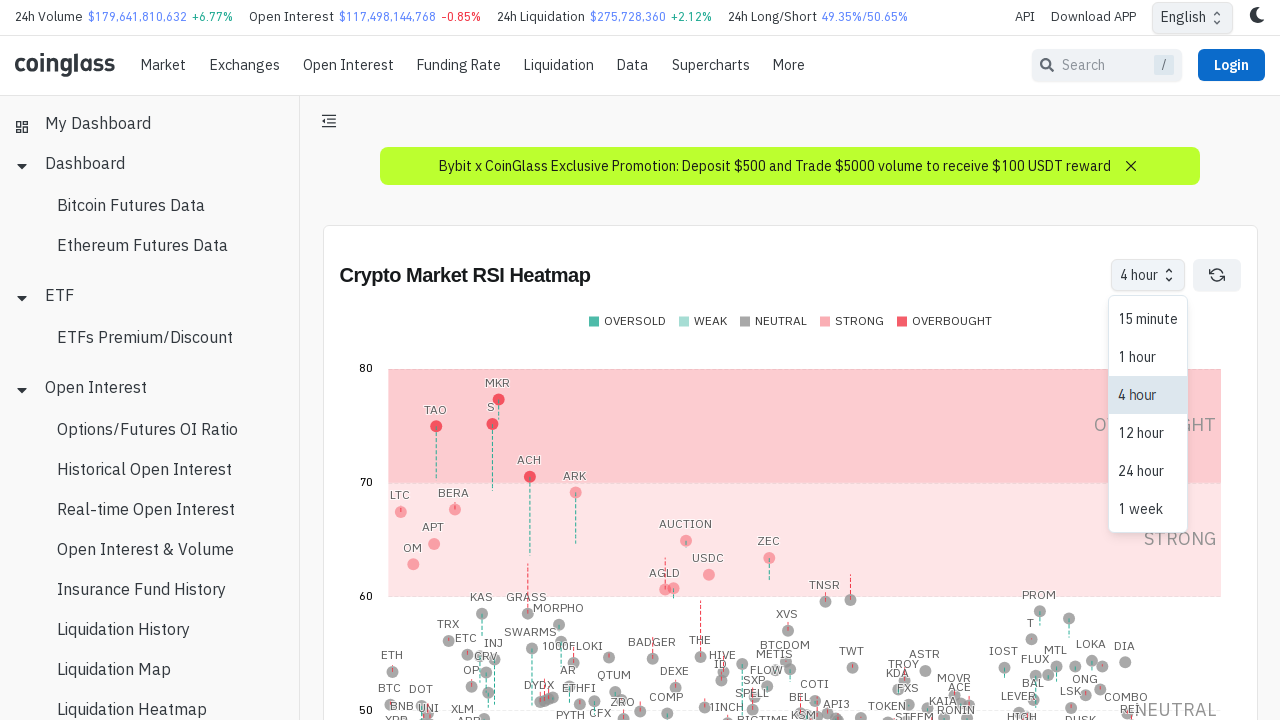 24h Volume $179,641,810,632 +6.77% Open Interest $117,498,144,768 -0.85% 24h Liquidation $275,728,360 +2.12% 24h Long/Short 49.35%/50.65% API Download APP English
coinglass Market Exchanges Open Interest Funding Rate Liquidation Data Supercharts More Search / Login
My Dashboard
Dashboard
Bitcoin Futures Data
Ethereum Futures Data
ETF
ETFs Premium/Discount
Open Interest
Options/Futures OI Ratio
Historical Open Interest
Real-time Open Interest
Open Interest & Volume
Insurance Fund History
Liquidation History
Liquidation Map
Liquidation Heatmap
Bybit x CoinGlass Exclusive Promotion: Deposit $500 and Trade $5000 volume to receive $100 USDT reward
Crypto Market RSI Heatmap
4 hour
15 minute
1 hour
4 hour
12 hour
24 hour
1 week
OVERSOLD WEAK NEUTRAL STRONG OVERBOUGHT
80
MKR
TAO S
ACH
ARK
70
LTC BERA
APT AUCTION
OM USDC ZEC
AGLD
STRONG
TNSR
60
KAS GRASS PROM
MORPHO
TRX XVS T
ETC SWARMS
INJ 1000FLOKI BADGER THE BTCDOM
ETH CRV HIVE METIS TWT ASTR IOST MTL LOKA DIA
OP AR DEXE ID FLOW TROY FLUX
QTUM KDA
BTC DOT DYDX ETHFI COMP SXP COTI FXS MOVR BAL ONG
BNB UNI SPELL BEL ACE LEVER LSK COMBO
XLM ZRO 1INCH API3 TOKEN KAIA
50 PYTH CFX KSM RONIN NEUTRAL
STEEM HIGH